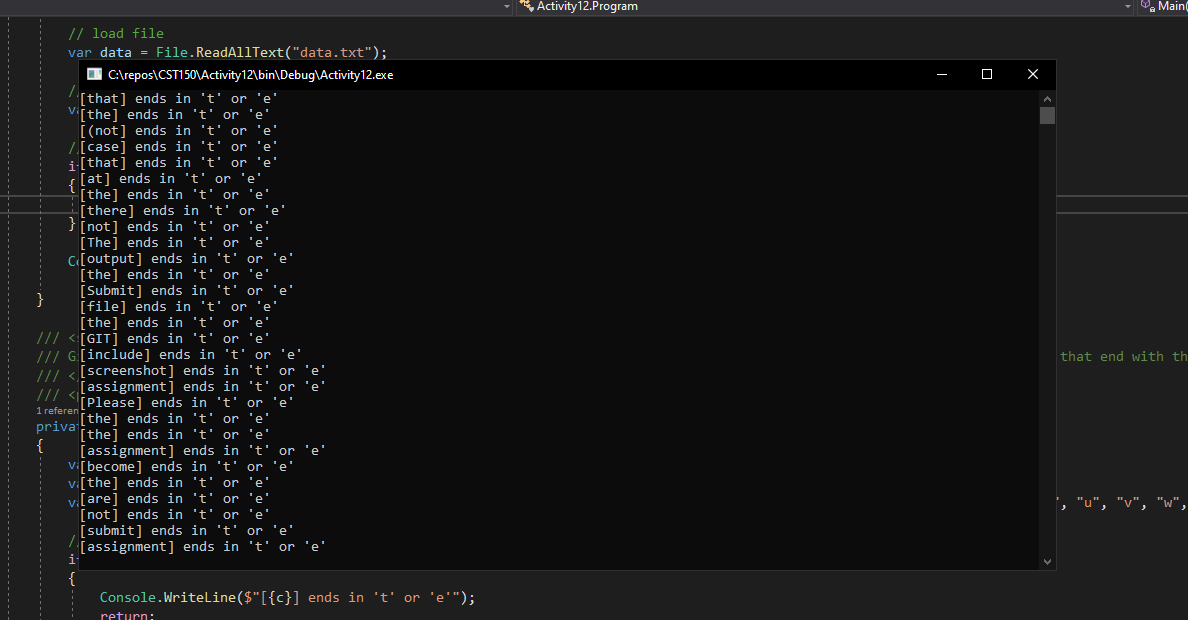 Activity12.Program
Main(
// load file
var data = File.ReadAllText("data.txt");
C:\repos\CST150\Activity12\bin\Debug\Activity12.exe
[that] ends in 't' or 'e'
[the] ends in 't' or 'e'
[(not] ends in 't' or 'e'
[case] ends in 't' or 'e'
[that] ends in 't' or 'e'
{
[at] ends in 't' or 'e'
[the] ends in 't' or 'e'
[there] ends in 't' or 'e'
}
[not] ends in 't' or 'e'
[The] ends in 't' or 'e'
[output] ends in 't' or 'e'
[the] ends in 't' or 'e'
[Submit] ends in 't' or 'e'
}
[file] ends in 't' or 'e'
[the] ends in 't' or 'e'
[GIT] ends in 't' or 'e'
[include] ends in 't' or 'e'
that end with th
[screenshot] ends in 't' or 'e'
[assignment] ends in 't' or 'e'
[Please] ends in 't' or 'e'
[the] ends in 't' or 'e'
[the] ends in 't' or 'e'
{
[assignment] ends in 't' or 'e'
[become] ends in 't' or 'e'
[the] ends in 't' or 'e'
[are] ends in 't' or 'e'
", "u", "v", "w",
[not] ends in 't' or 'e'
[submit] ends in 't' or 'e'
[assignment] ends in 't' or 'e'
{
Console.WriteLine($"[{c}] ends in 't' or 'e'");
return;